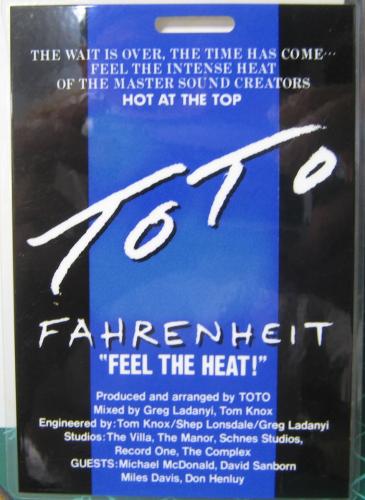 THE WAIT IS OVER, THE TIME HAS COME…
FEEL THE INTENSE HEAT
OF THE MASTER SOUND CREATORS
HOT AT THE TOP
TOTO
FAHRENHEIT
"FEEL THE HEAT!"
Produced and arranged by TOTO
Mixed by Greg Ladanyi, Tom Knox
Engineered by: Tom Knox/Shep Lonsdale/Greg Ladanyi
Studios: The Villa, The Manor, Schnes Studios,
Record One, The Complex
GUESTS: Michael McDonald, David Sanborn
Miles Davis, Don Henluy